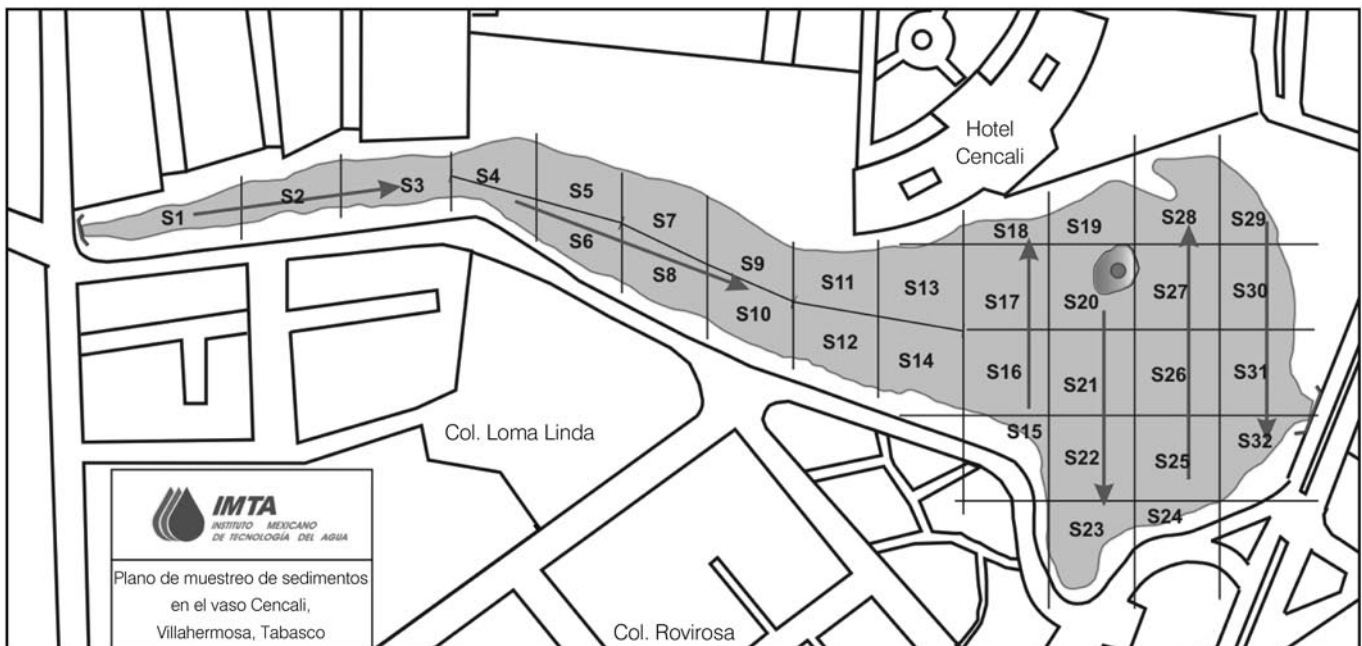 Hotel
Cencali
S1
S2
S3
S4
S5
S6
S7
S8
S9
S10
S11
S12
S13
S14
S15
S16
S17
S18
S19
S20
S21
S22
S23
S24
S25
S26
S27
S28
S29
S30
S31
S32
Col. Loma Linda
Col. Rovirosa
IMTA
INSTITUTO MEXICANO
DE TECNOLOGÍA DEL AGUA
Plano de muestreo de sedimentos
en el vaso Cencali,
Villahermosa, Tabasco